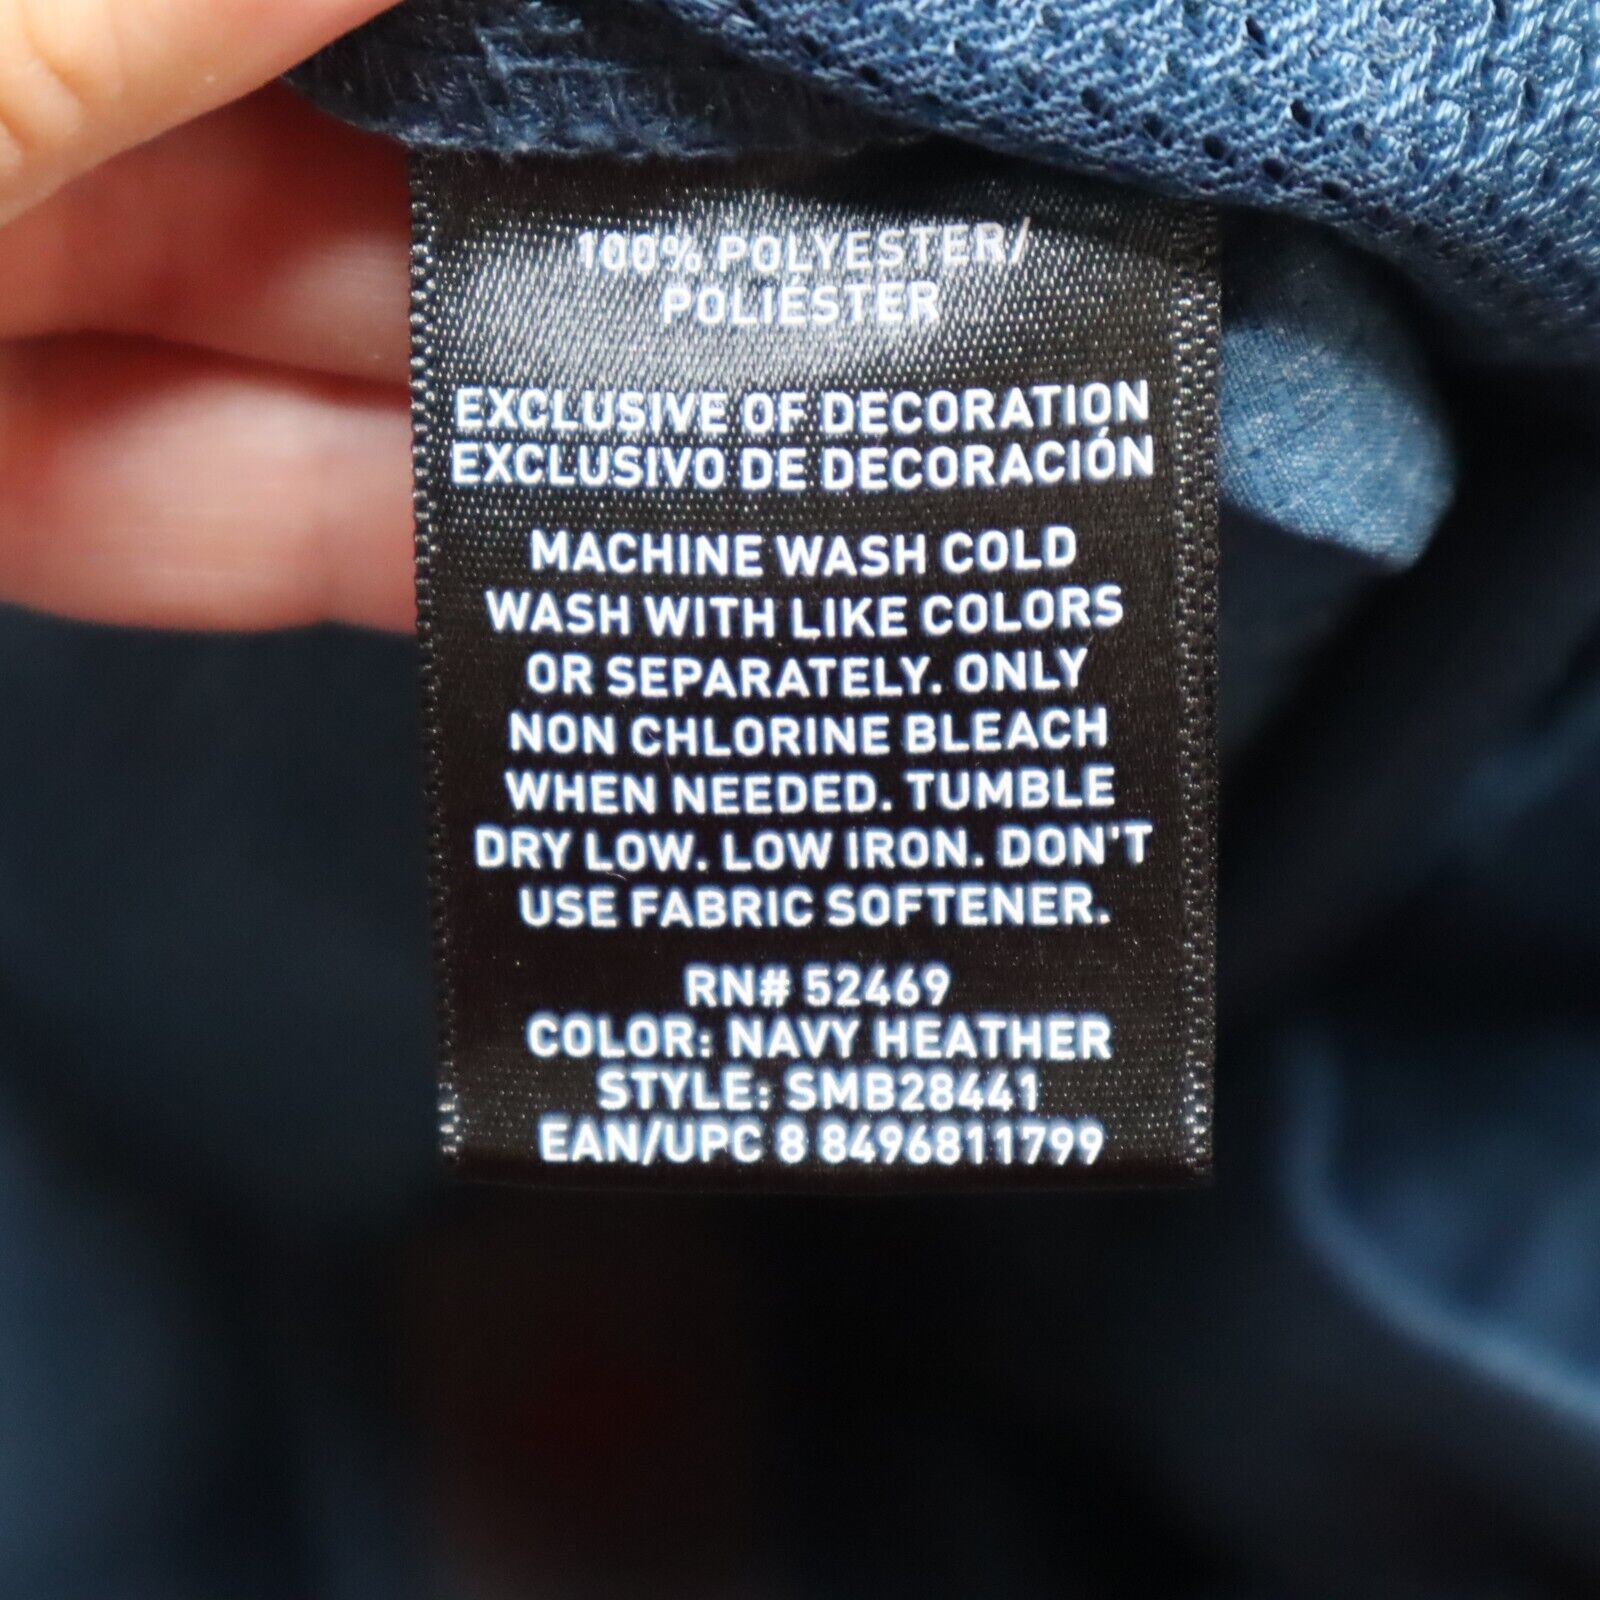 100% POLYESTER/
POLIESTER
EXCLUSIVE OF DECORATION
EXCLUSIVO DE DECORACIÓN
MACHINE WASH COLD
WASH WITH LIKE COLORS
OR SEPARATELY. ONLY
NON CHLORINE BLEACH
WHEN NEEDED. TUMBLE
DRY LOW. LOW IRON. DON'T
USE FABRIC SOFTENER.
RN# 52469
COLOR: NAVY HEATHER
STYLE: SMB28441
EAN/UPC 8 8496811799